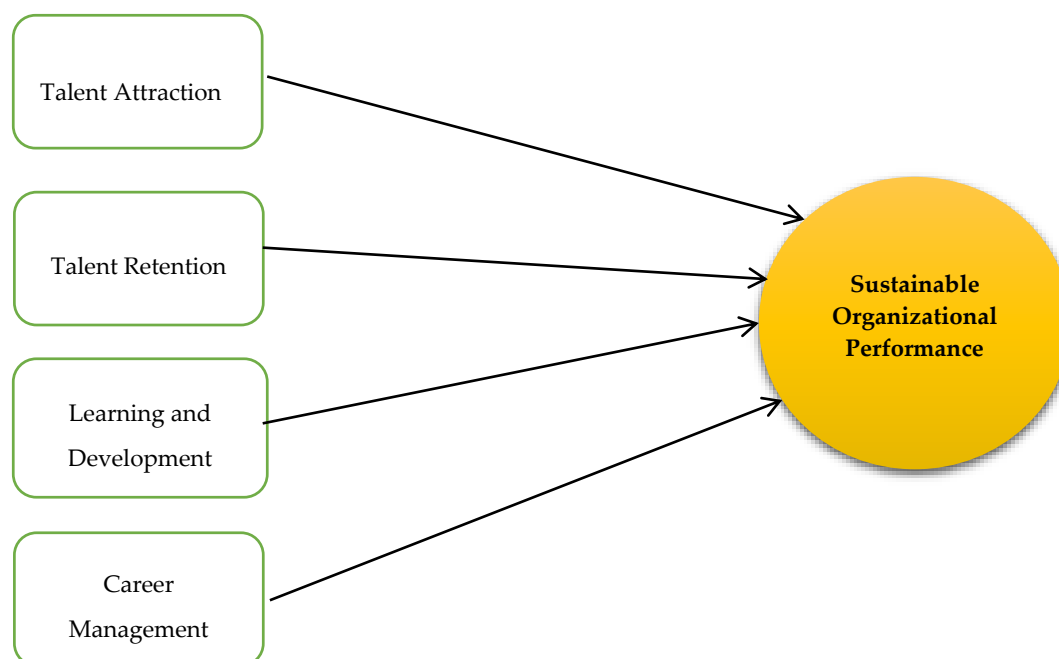 Talent Attraction
Talent Retention
Learning and
Development
Career
Management
Sustainable
Organizational
Performance